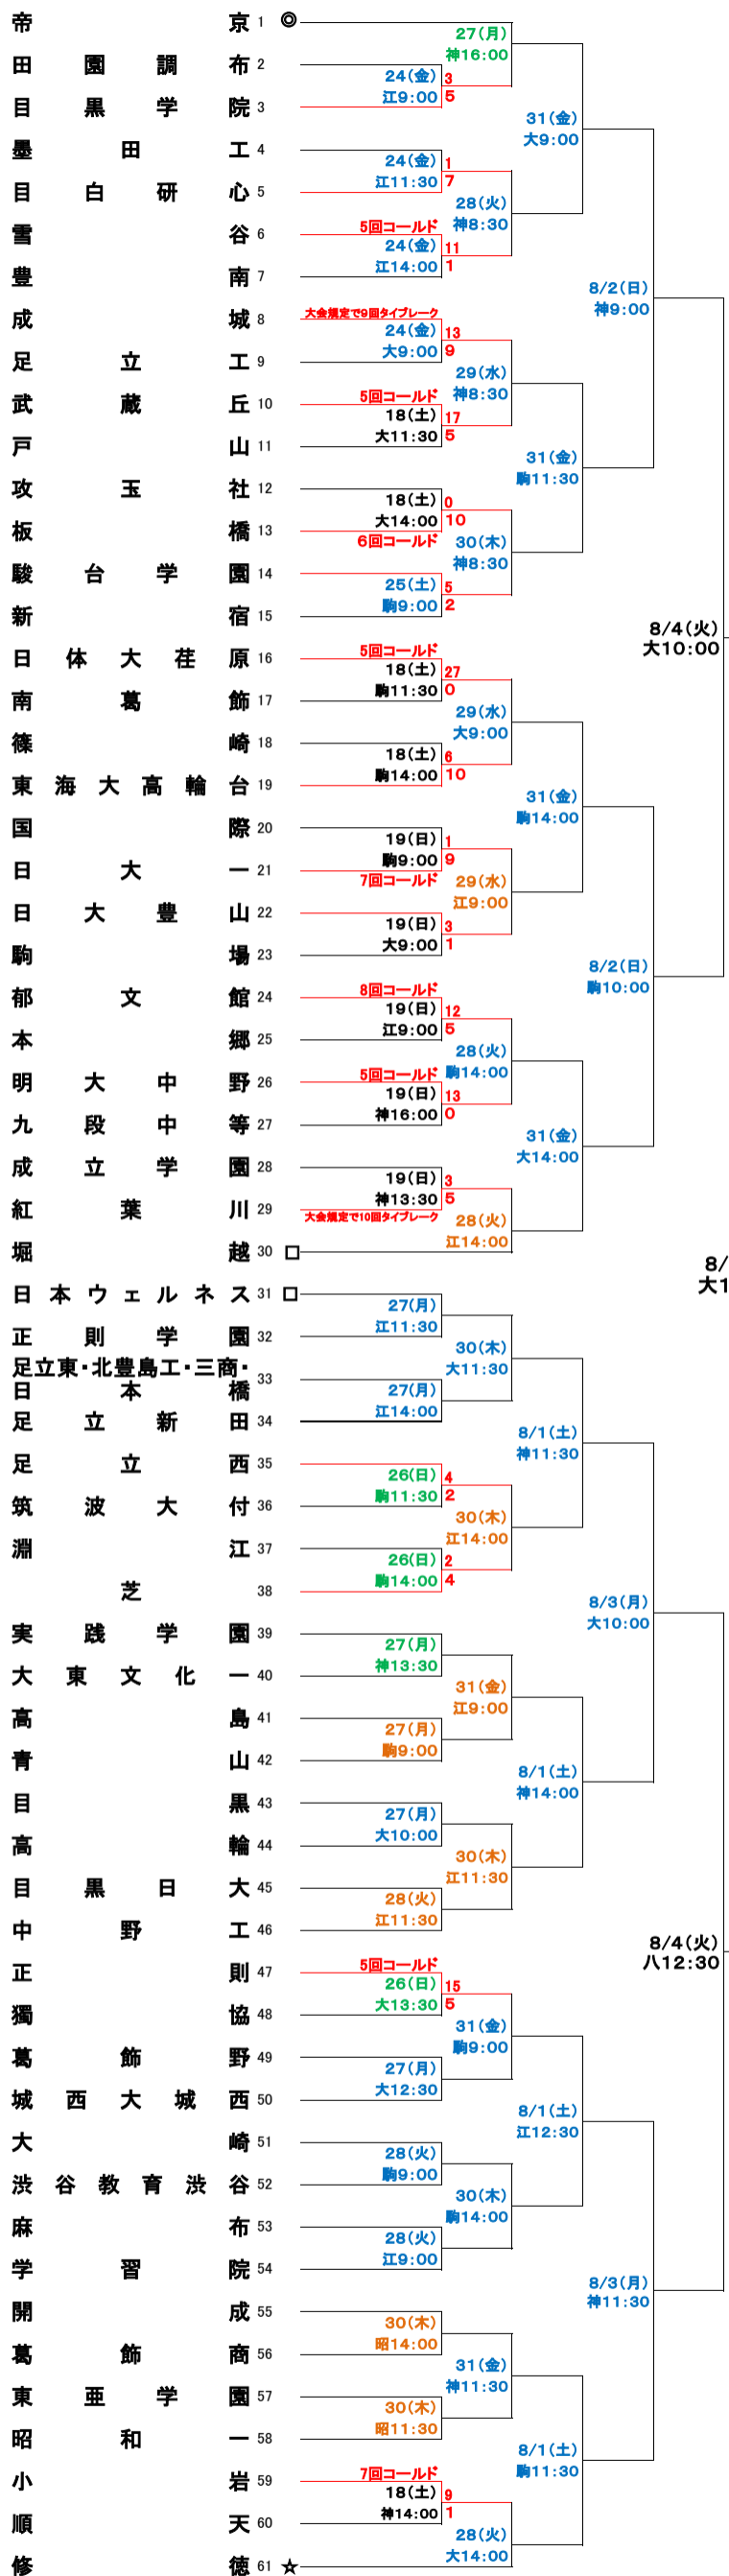 帝京 1 ◎
27(月)
神16:00
田園調布 2
24(金) 3
江9:00 5
目黒学院 3
31(金)
大9:00
墨田工 4
24(金) 1
江11:30 7
目白研心 5
28(火)
神8:30
雪谷 6
5回コールド
24(金) 11
江14:00 1
豊南 7
8/2(日)
神9:00
成城 8
大会規定で9回タイブレーク
24(金) 13
大9:00 9
足立工 9
29(水)
神8:30
武蔵丘 10
5回コールド
18(土) 17
大11:30 5
戸山 11
31(金)
駒11:30
攻玉社 12
18(土) 0
大14:00 10
板橋 13
6回コールド
30(木)
神8:30
駿台学園 14
25(土) 5
駒9:00 2
新宿 15
8/4(火)
大10:00
日体大荏原 16
5回コールド
18(土) 27
駒11:30 0
南葛飾 17
29(水)
大9:00
篠崎 18
18(土) 6
駒14:00 10
東海大高輪台 19
31(金)
駒14:00
国際 20
19(日) 1
駒9:00 9
日大一 21
7回コールド
29(水)
江9:00
日大豊山 22
19(日) 3
大9:00 1
駒場 23
8/2(日)
駒10:00
郁文館 24
8回コールド
19(日) 12
江9:00 5
本郷 25
28(火)
駒14:00
明大中野 26
5回コールド
19(日) 13
神16:00 0
九段中等 27
31(金)
大14:00
成立学園 28
19(日) 3
神13:30 5
紅葉川 29
大会規定で10回タイブレーク
28(火)
江14:00
堀越 30 □
8/
大1
日本ウェルネス 31 □
27(月)
江11:30
正則学園 32
30(木)
大11:30
足立東・北豊島工・三商・
日本橋 33
27(月)
江14:00
足立新田 34
8/1(土)
神11:30
足立西 35
26(日) 4
駒11:30 2
筑波大付 36
30(木)
江14:00
淵江 37
26(日) 2
駒14:00 4
芝 38
8/3(月)
大10:00
実践学園 39
27(月)
神13:30
大東文化一 40
31(金)
江9:00
高島 41
27(月)
駒9:00
青山 42
8/1(土)
神14:00
目黒 43
27(月)
大10:00
高輪 44
30(木)
江11:30
目黒日大 45
28(火)
江11:30
中野工 46
8/4(火)
八12:30
正則 47
5回コールド
26(日) 15
大13:30 5
獨協 48
31(金)
駒9:00
葛飾野 49
27(月)
大12:30
城西大城西 50
8/1(土)
江12:30
大崎 51
28(火)
駒9:00
渋谷教育渋谷 52
30(木)
駒14:00
麻布 53
28(火)
江9:00
学習院 54
8/3(月)
神11:30
開成 55
30(木)
昭14:00
葛飾商 56
31(金)
神11:30
東亜学園 57
30(木)
昭11:30
昭和一 58
8/1(土)
駒11:30
小岩 59
7回コールド
18(土) 9
神14:00 1
順天 60
28(火)
大14:00
修徳 61 ☆